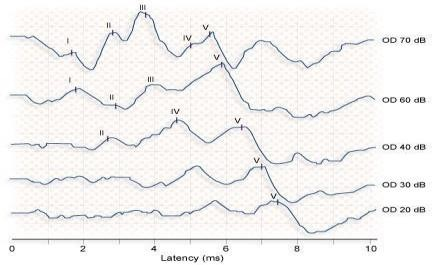 I II III IV V OD 70 dB
I II III V OD 60 dB
II IV V OD 40 dB
V OD 30 dB
V OD 20 dB
0 2 4 6 8 10
Latency (ms)